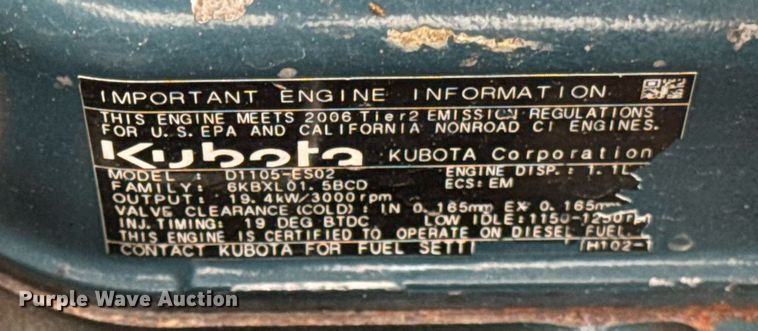 IMPORTANT ENGINE INFORMATION
THIS ENGINE MEETS 2006 Tier2 EMISSION REGULATIONS
FOR U.S.EPA AND CALIFORNIA NONROAD CI ENGINES.
Kubota KUBOTA Corporation
MODEL : D1105-ES02 ENGINE DISP.: 1.1L
FAMILY: 6KBXL01.5BCD ECS: EM
OUTPUT: 19.4kW/3000rpm
VALVE CLEARANCE (COLD): IN 0.165mm EX 0.165mm
INJ.TIMING: 19 DEG BTDC LOW IDLE:1150-1250rpm
THIS ENGINE IS CERTIFIED TO OPERATE ON DIESEL FUEL.
CONTACT KUBOTA FOR FUEL SETTI H102-1
Purple Wave Auction